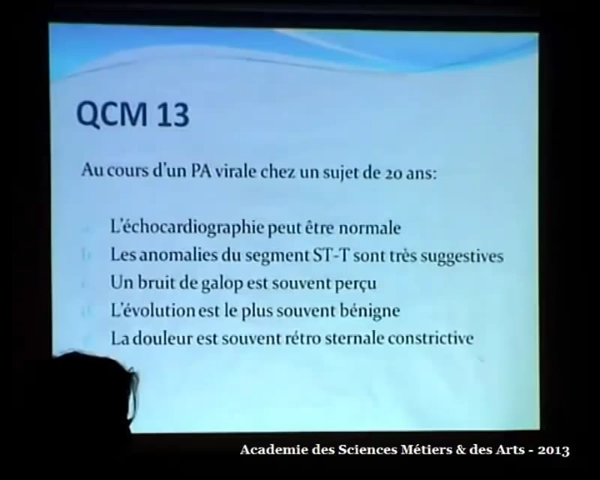 QCM 13
Au cours d'un PA virale chez un sujet de 20 ans:
L'échocardiographie peut être normale
Les anomalies du segment ST-T sont très suggestives
Un bruit de galop est souvent perçu
L'évolution est le plus souvent bénigne
La douleur est souvent rétro sternale constrictive
Academie des Sciences Métiers & des Arts - 2013